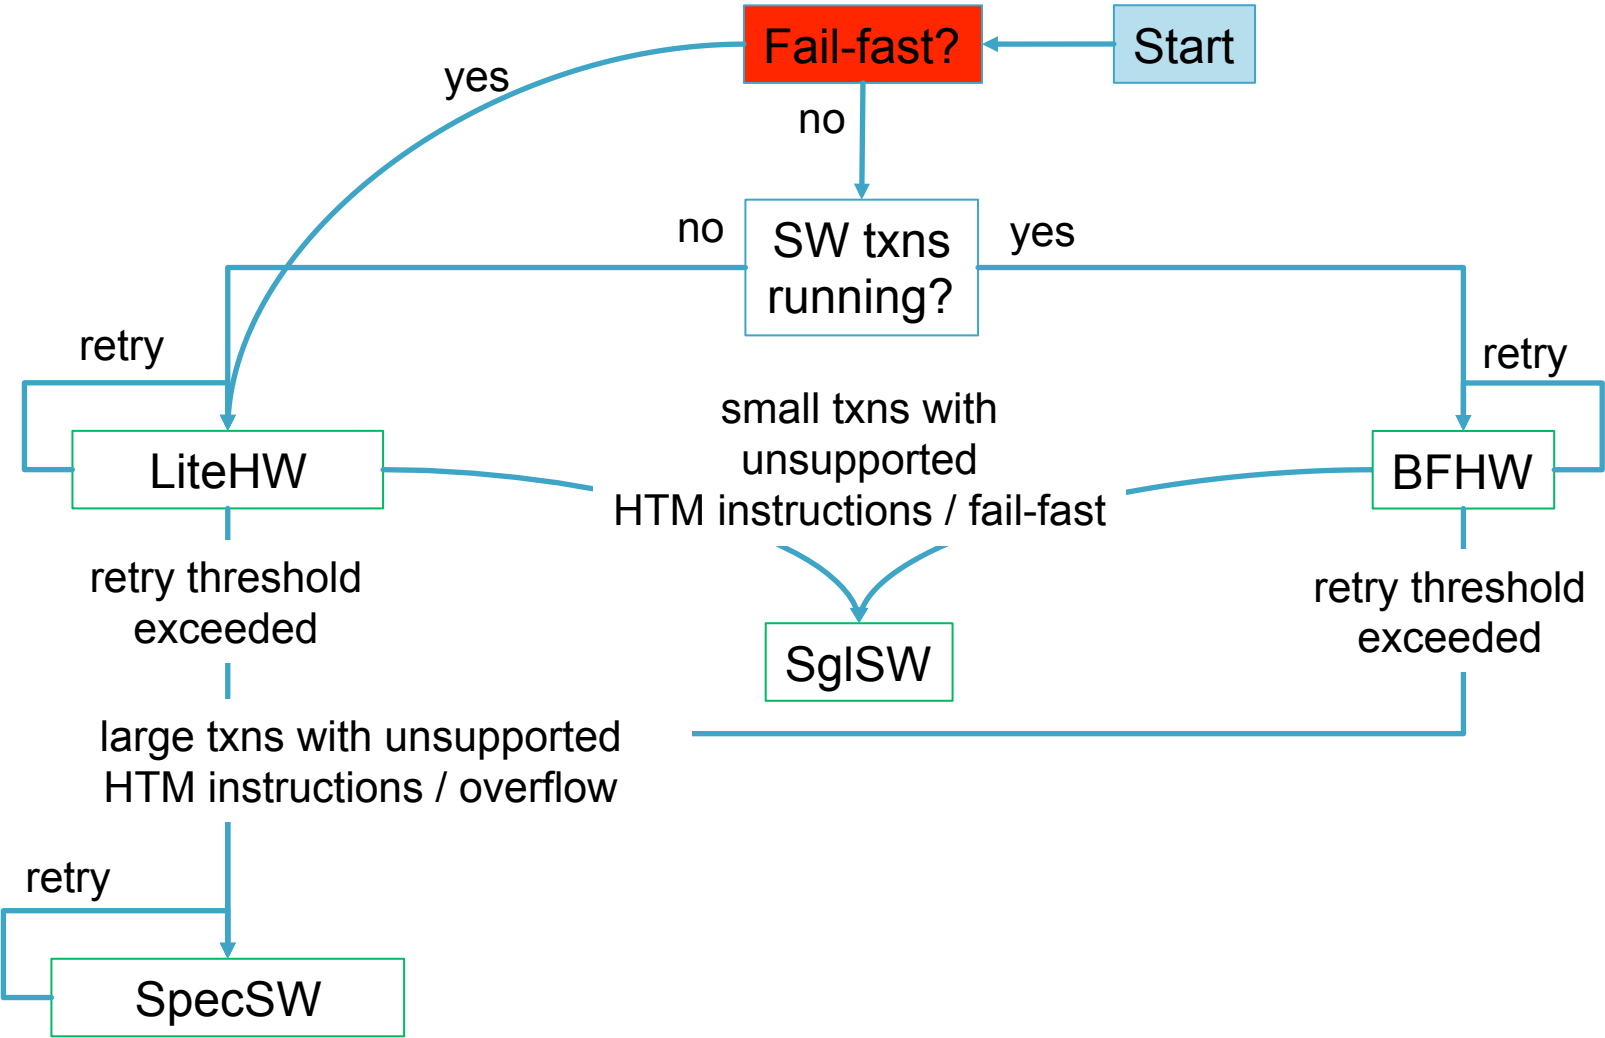 Fail-fast?
Start
yes
no
no
SW txns
running?
yes
retry
retry
small txns with
unsupported
HTM instructions / fail-fast
LiteHW
BFHW
retry threshold
exceeded
retry threshold
exceeded
SglSW
large txns with unsupported
HTM instructions / overflow
retry
SpecSW